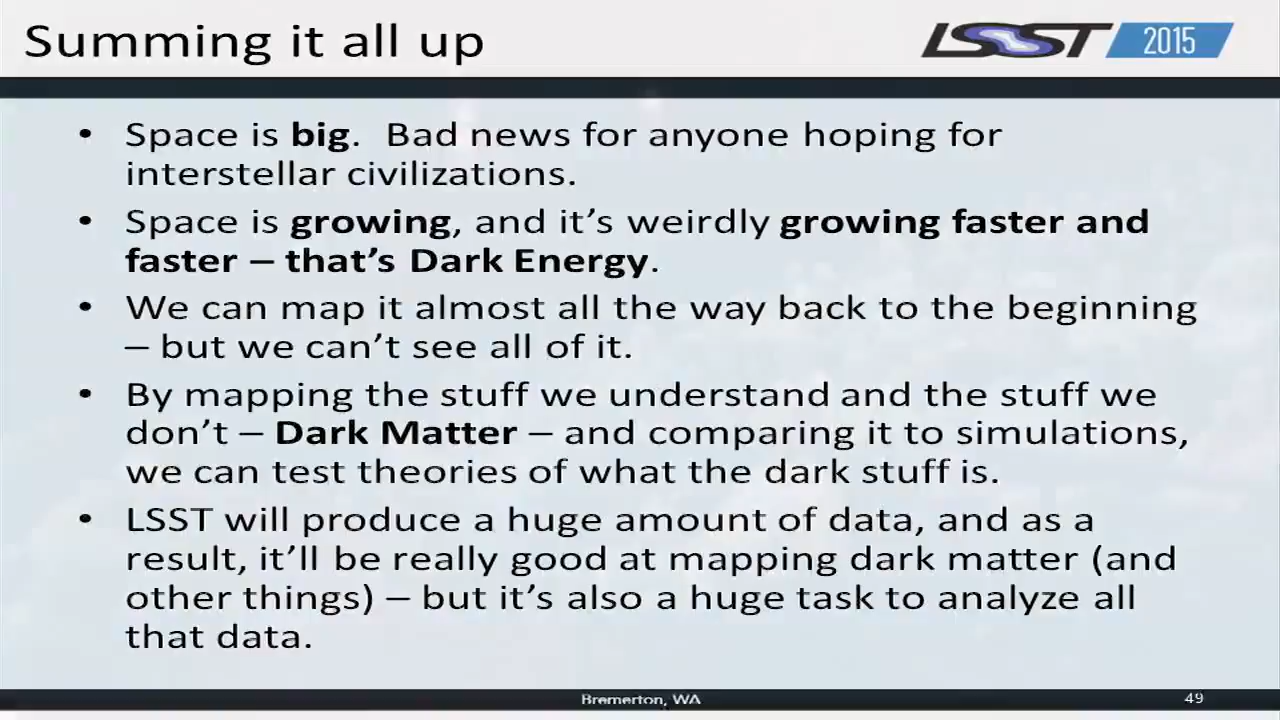 Summing it all up
LSST 2015
• Space is big. Bad news for anyone hoping for
interstellar civilizations.
• Space is growing, and it’s weirdly growing faster and
faster – that’s Dark Energy.
• We can map it almost all the way back to the beginning
– but we can’t see all of it.
• By mapping the stuff we understand and the stuff we
don’t – Dark Matter – and comparing it to simulations,
we can test theories of what the dark stuff is.
• LSST will produce a huge amount of data, and as a
result, it’ll be really good at mapping dark matter (and
other things) – but it’s also a huge task to analyze all
that data.
Bremerton, WA
49